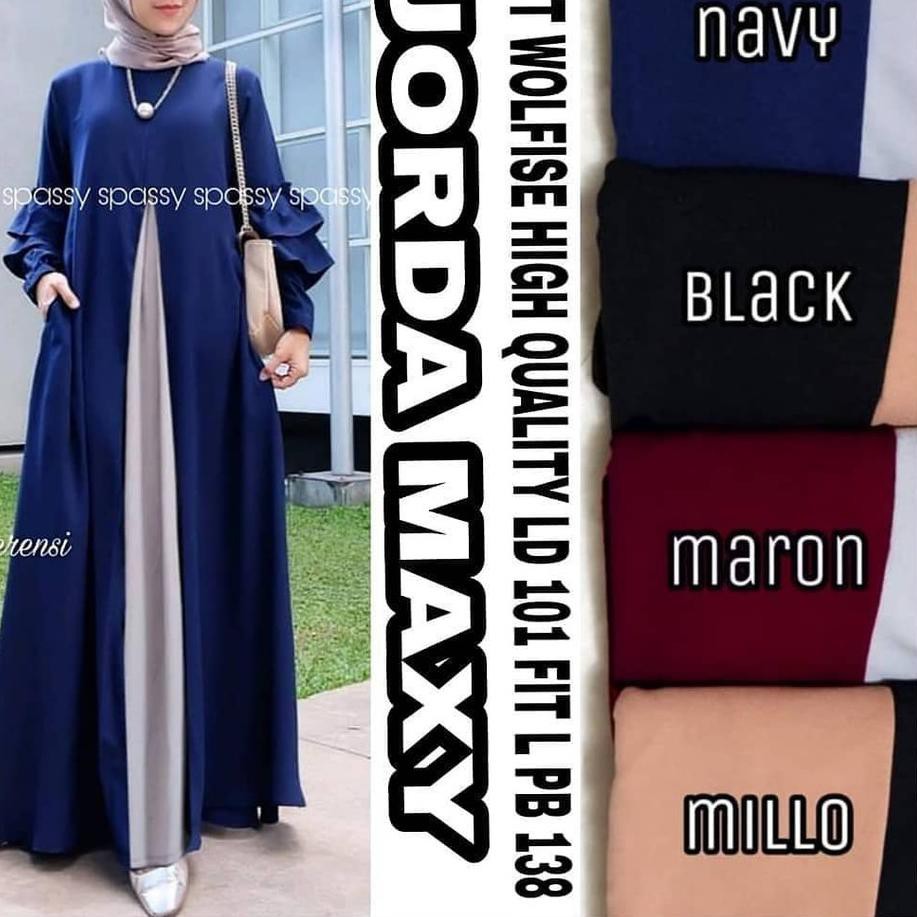 spassy spassy spassy spassy
JORDA MAXY
WOLFISE HIGH QUALITY LD 101 FIT L PB 138
navy
BLACK
maron
MILLO